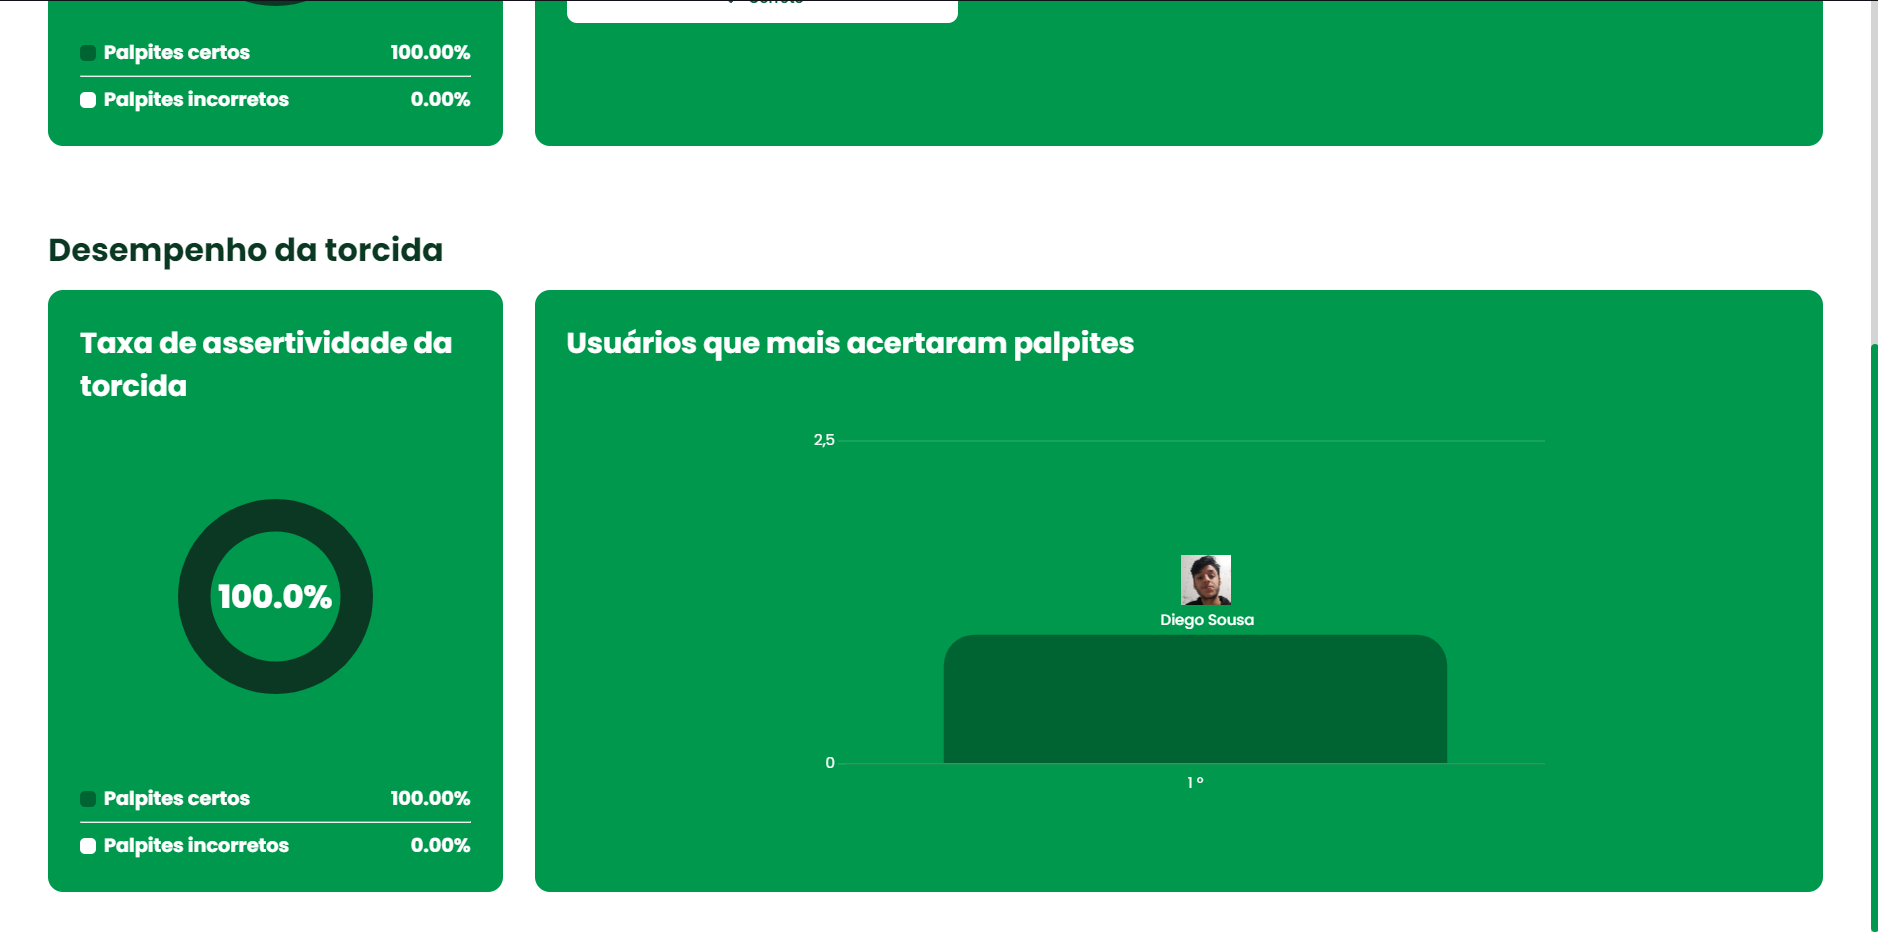 Palpites certos 100.00%
Palpites incorretos 0.00%
Desempenho da torcida
Taxa de assertividade da
torcida
100.0%
Palpites certos 100.00%
Palpites incorretos 0.00%
Usuários que mais acertaram palpites
2,5
Diego Sousa
0
1 º